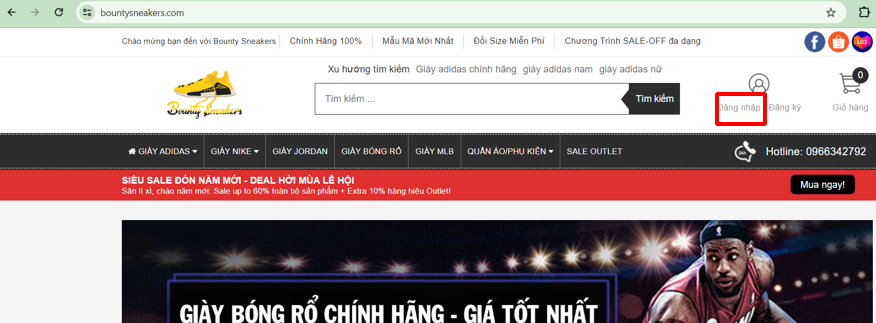 bountysneakers.com
Chào mừng bạn đến với Bounty Sneakers
Chính Hãng 100%
Mẫu Mã Mới Nhất
Đổi Size Miễn Phí
Chương Trình SALE-OFF đa dạng
Xu hướng tìm kiếm Giày adidas chính hãng giày adidas nam giày adidas nữ
Bounty Sneakers
Tìm kiếm ...
Tìm kiếm
Đăng nhập
Đăng ký
0
Giỏ hàng
GIÀY ADIDAS
GIÀY NIKE
GIÀY JORDAN
GIÀY BÓNG RỔ
GIÀY MLB
QUẦN ÁO/PHỤ KIỆN
SALE OUTLET
24h
Hotline: 0966342792
SIÊU SALE ĐÓN NĂM MỚI - DEAL HỜI MÙA LỄ HỘI
Săn lì xì, chào năm mới: Sale up to 60% toàn bộ sản phẩm + Extra 10% hàng hiệu Outlet!
Mua ngay!
GIÀY BÓNG RỔ CHÍNH HÃNG - GIÁ TỐT NHẤT